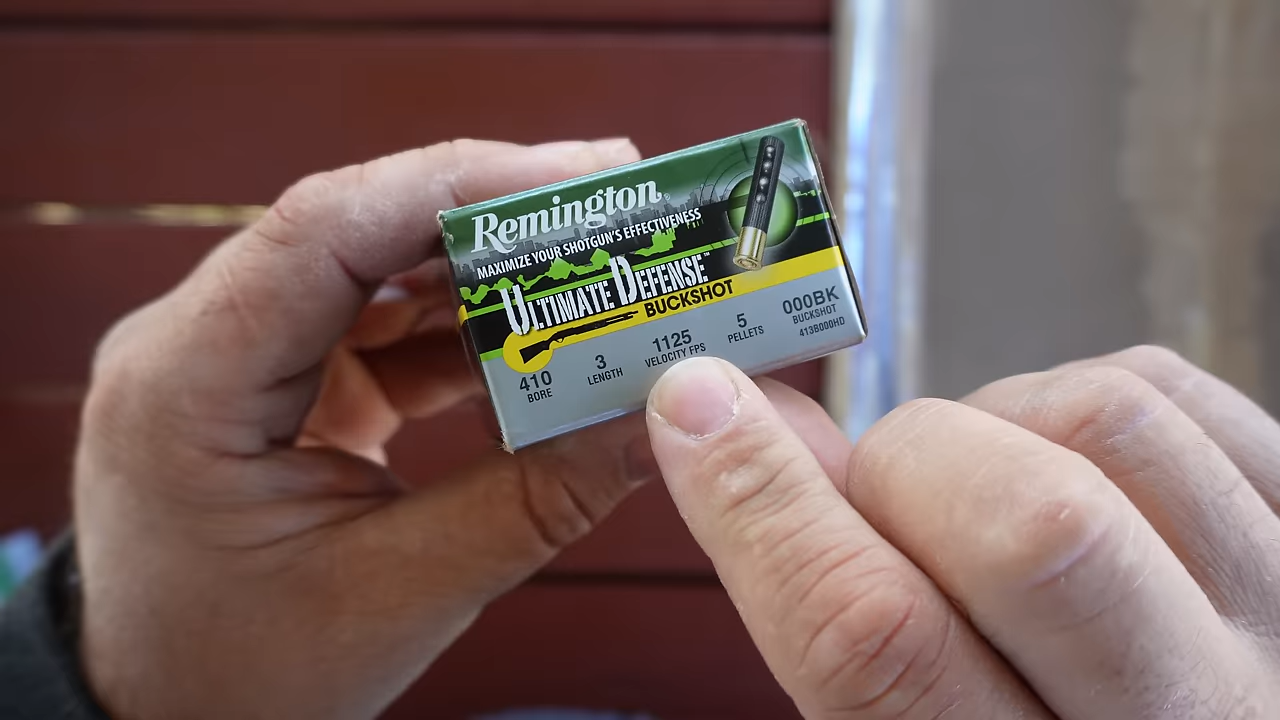 Remington
MAXIMIZE YOUR SHOTGUN'S EFFECTIVENESS
ULTIMATE DEFENSE™
BUCKSHOT
410
BORE
3
LENGTH
1125
VELOCITY FPS
5
PELLETS
000BK
BUCKSHOT
413B000HD